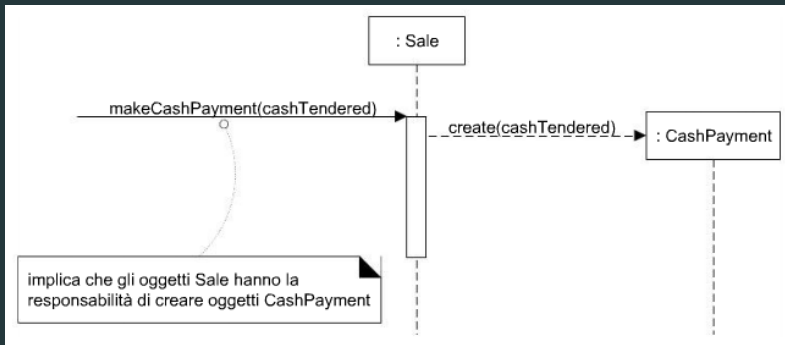 : Sale
makeCashPayment(cashTendered)
create(cashTendered)
: CashPayment
implica che gli oggetti Sale hanno la
responsabilità di creare oggetti CashPayment